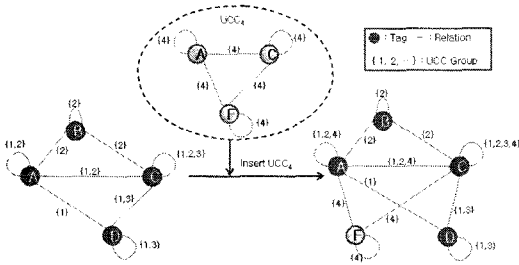 UCC4
{4}
A
{4}
C
{4}
{4}
{4}
F
{4}
: Tag – : Relation
{1, 2, ···} : UCC Group
{2}
B
{1,2}
{2}
{2}
{1,2,3}
A
{1,2}
C
{1}
{1,3}
{1,3}
Insert UCC4
{2}
B
{1,2,4}
{2}
{2}
{1,2,3,4}
A
{1,2,4}
C
{1}
{4}
{4}
{1,3}
F
D
{4}
{1,3}